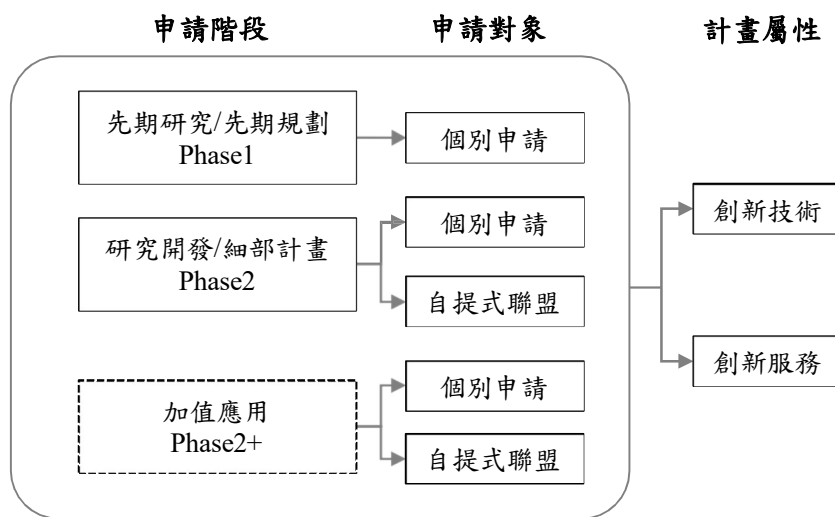 申請階段
申請對象
計畫屬性
先期研究/先期規劃
Phase1
個別申請
研究開發/細部計畫
Phase2
個別申請
自提式聯盟
加值應用
Phase2+
個別申請
自提式聯盟
創新技術
創新服務